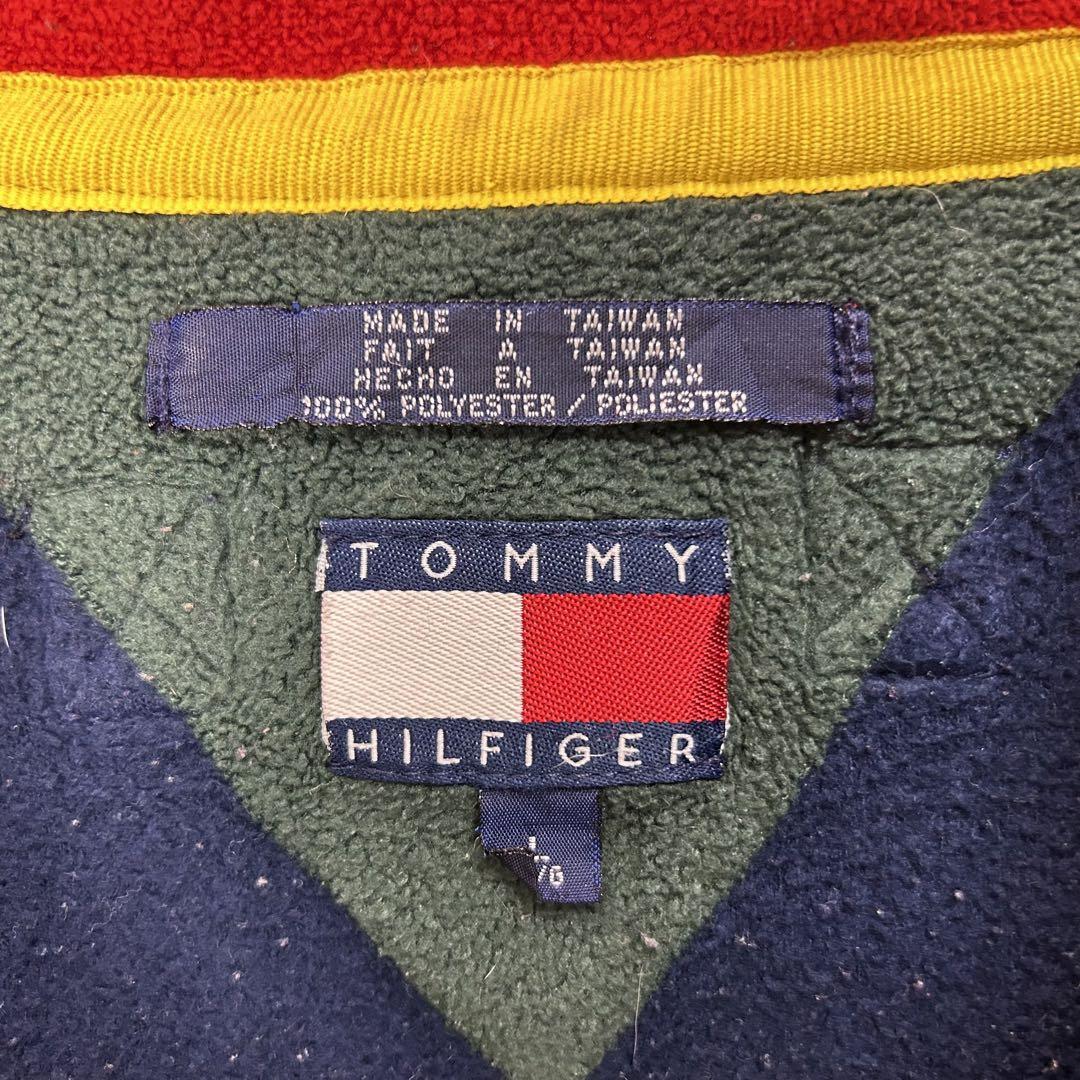 MADE IN TAIWAN
FAIT A TAIWAN
HECHO EN TAIWAN
100% POLYESTER / POLIESTER
TOMMY
HILFIGER
L
/G